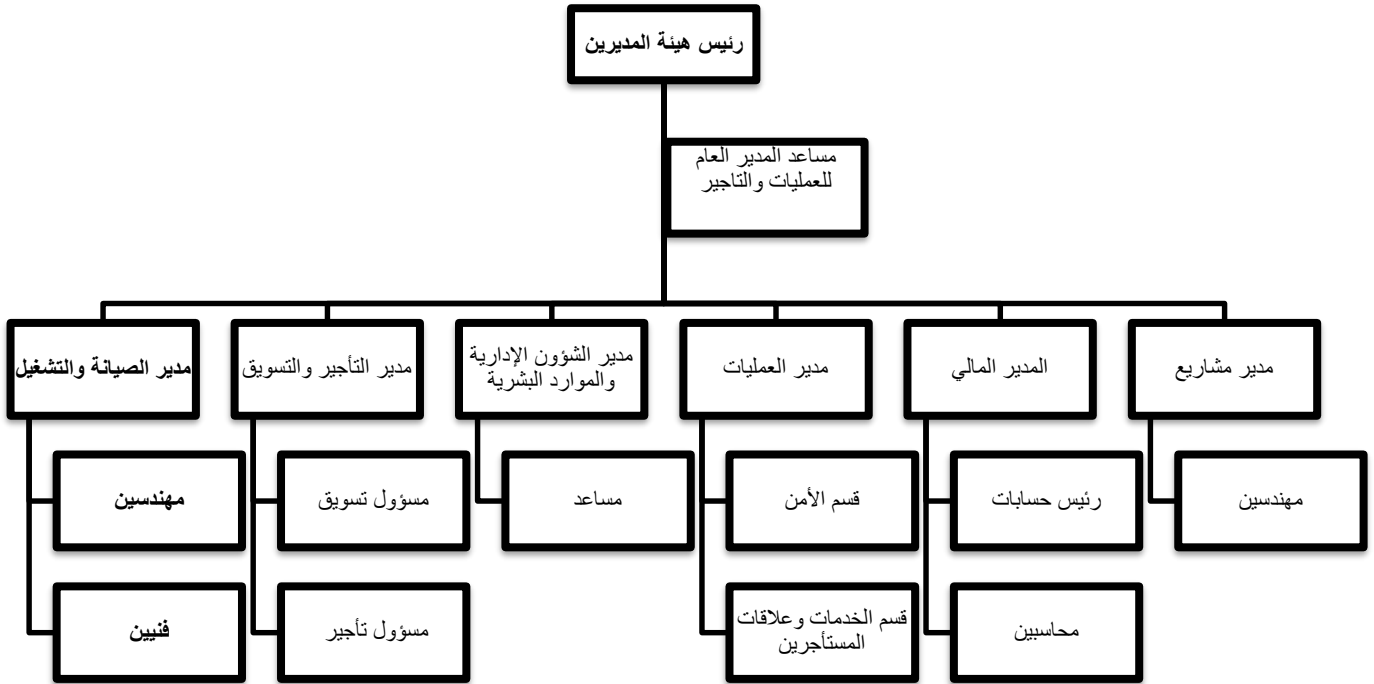 رئيس هيئة المديرين
مساعد المدير العام
للعمليات والتاجير
مدير مشاريع
المدير المالي
مدير العمليات
مدير الشؤون الإدارية
والموارد البشرية
مدير التأجير والتسويق
مدير الصيانة والتشغيل
مهندسين
رئيس حسابات
قسم الأمن
مساعد
مسؤول تسويق
مهندسين
محاسبين
قسم الخدمات وعلاقات
المستأجرين
مسؤول تأجير
فنيين